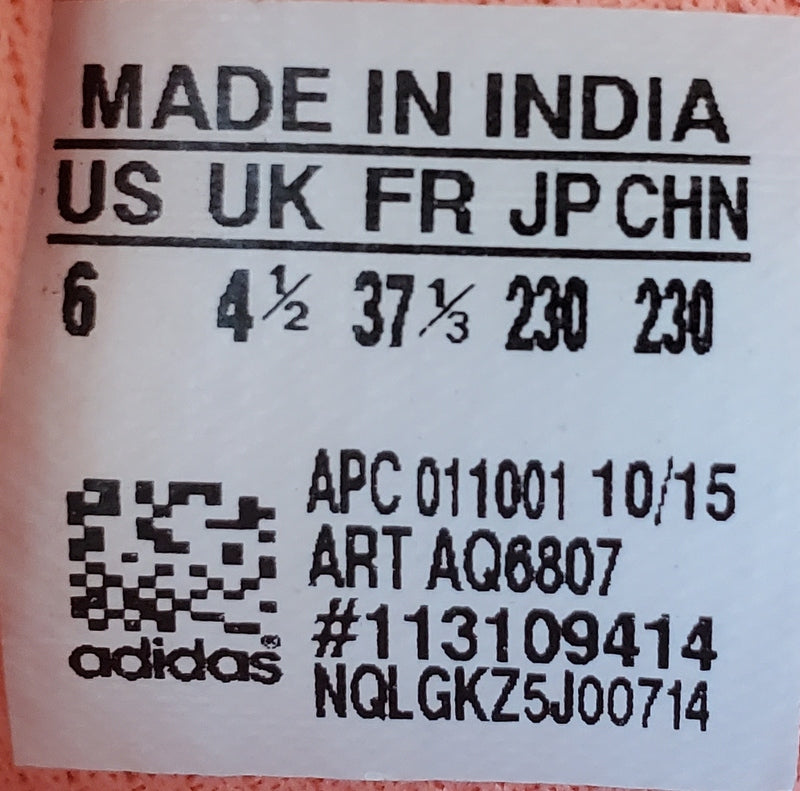 MADE IN INDIA
US UK FR JP CHN
6 4½ 37⅓ 230 230
APC 011001 10/15
ART AQ6807
#113109414
adidas®
NQLGKZ5J00714